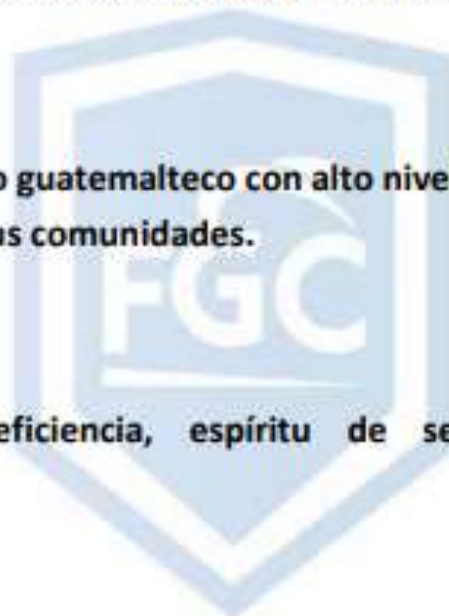 o guatemalteco con alto nive
us comunidades.
FGC
eficiencia, espíritu de se